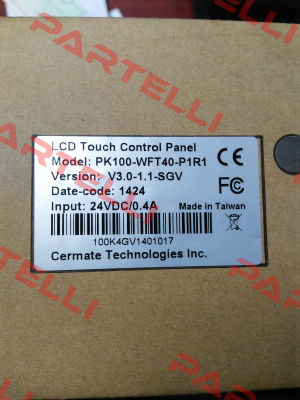 PARTELLI
LCD Touch Control Panel
Model: PK100-WFT40-P1R1
Version: V3.0-1.1-SGV
Date-code: 1424
Input: 24VDC/0.4A
Made in Taiwan
CE
FC
100K4GV1401017
Cermate Technologies Inc.
PARTELLI